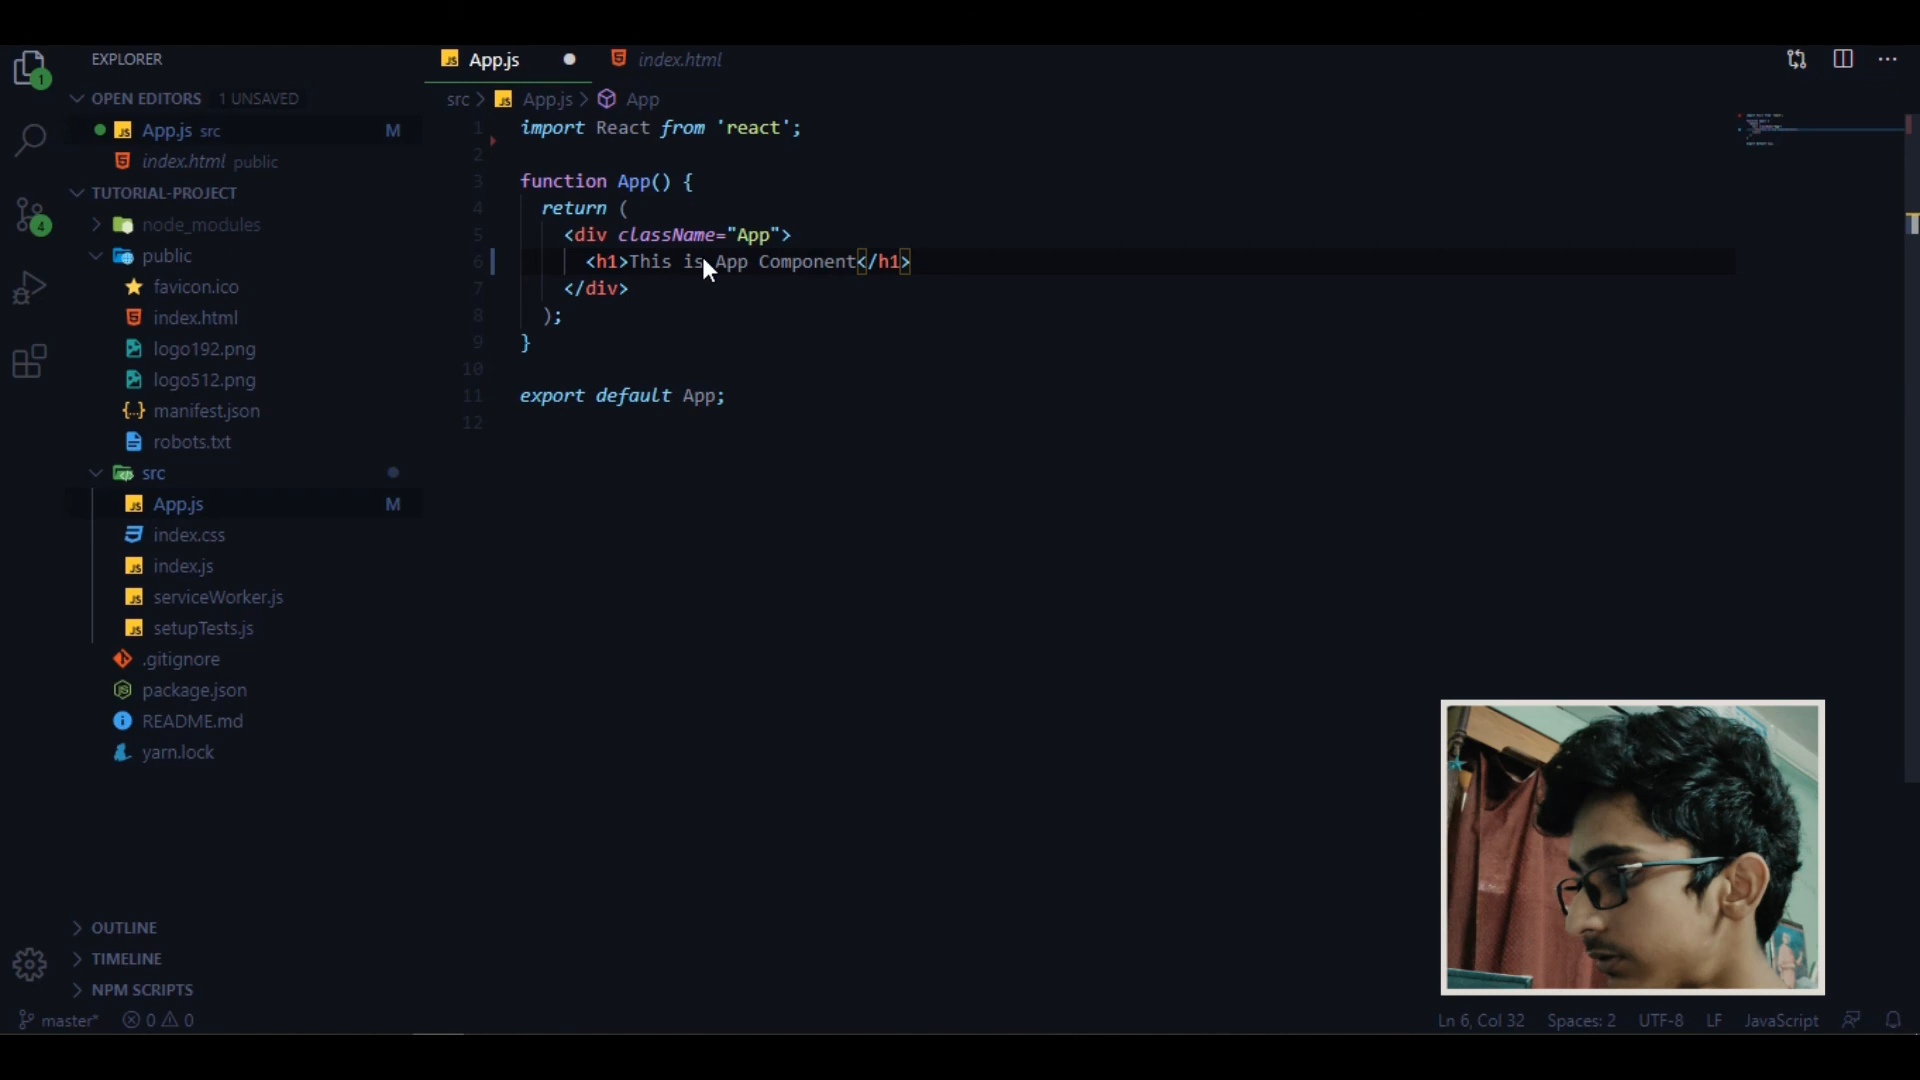 EXPLORER
OPEN EDITORS 1 UNSAVED
App.js src M
index.html public
TUTORIAL-PROJECT
node_modules
public
favicon.ico
index.html
logo192.png
logo512.png
manifest.json
robots.txt
src
App.js M
index.css
index.js
serviceWorker.js
setupTests.js
.gitignore
package.json
README.md
yarn.lock
OUTLINE
TIMELINE
NPM SCRIPTS
1
4
App.js index.html
src > App.js > App
1 import React from 'react';
2
3 function App() {
4 return (
5 <div className="App">
6 <h1>This is App Component</h1>
7 </div>
8 );
9 }
10
11 export default App;
12
master* 0 0
Ln 6, Col 32 Spaces: 2 UTF-8 LF JavaScript